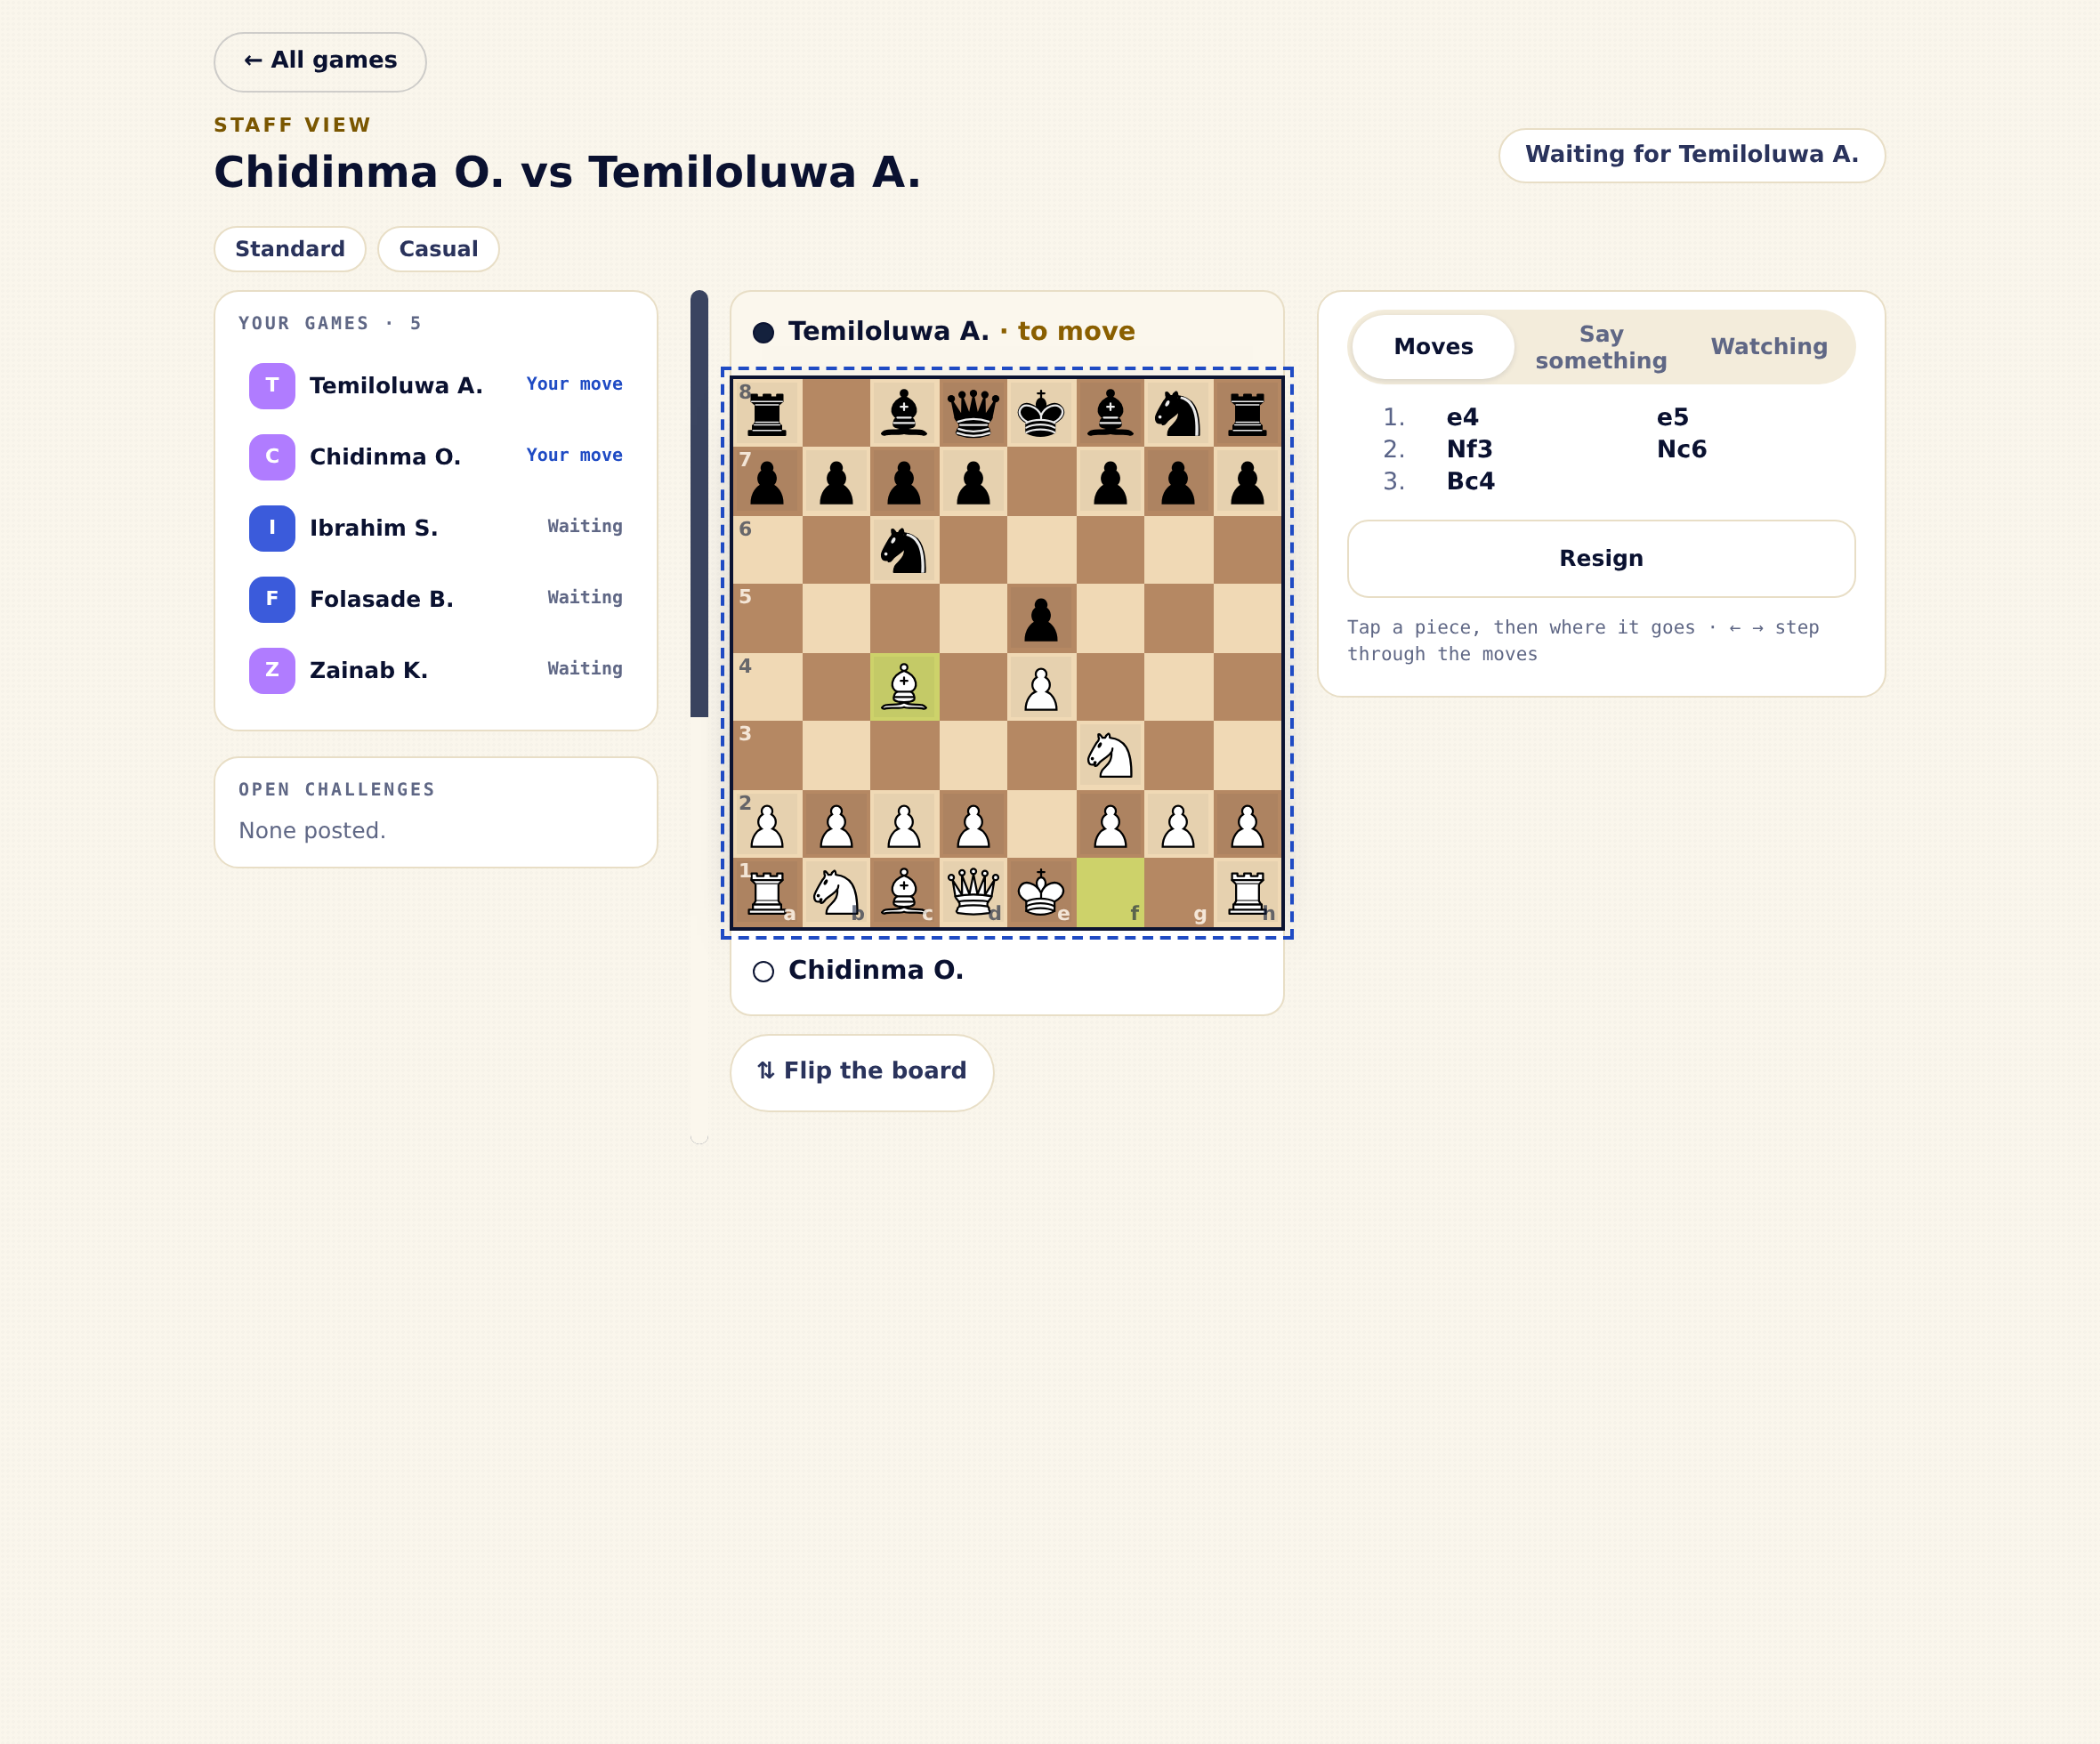 ← All games
STAFF VIEW
Chidinma O. vs Temiloluwa A.
Waiting for Temiloluwa A.
Standard
Casual
YOUR GAMES · 5
T Temiloluwa A. Your move
C Chidinma O. Your move
I Ibrahim S. Waiting
F Folasade B. Waiting
Z Zainab K. Waiting
OPEN CHALLENGES
None posted.
Temiloluwa A. · to move
8
7
6
5
4
3
2
1
a b c d e f g h
Chidinma O.
⇅ Flip the board
Moves
Say
something
Watching
1. e4 e5
2. Nf3 Nc6
3. Bc4
Resign
Tap a piece, then where it goes · ← → step
through the moves